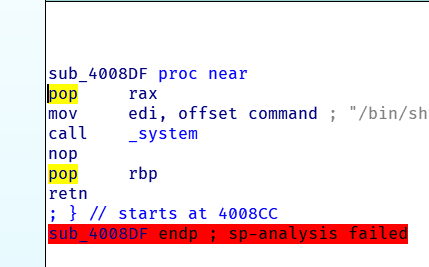 sub_4008DF proc near
pop rax
mov edi, offset command ; "/bin/sh
call _system
nop
pop rbp
retn
; } // starts at 4008CC
sub_4008DF endp ; sp-analysis failed